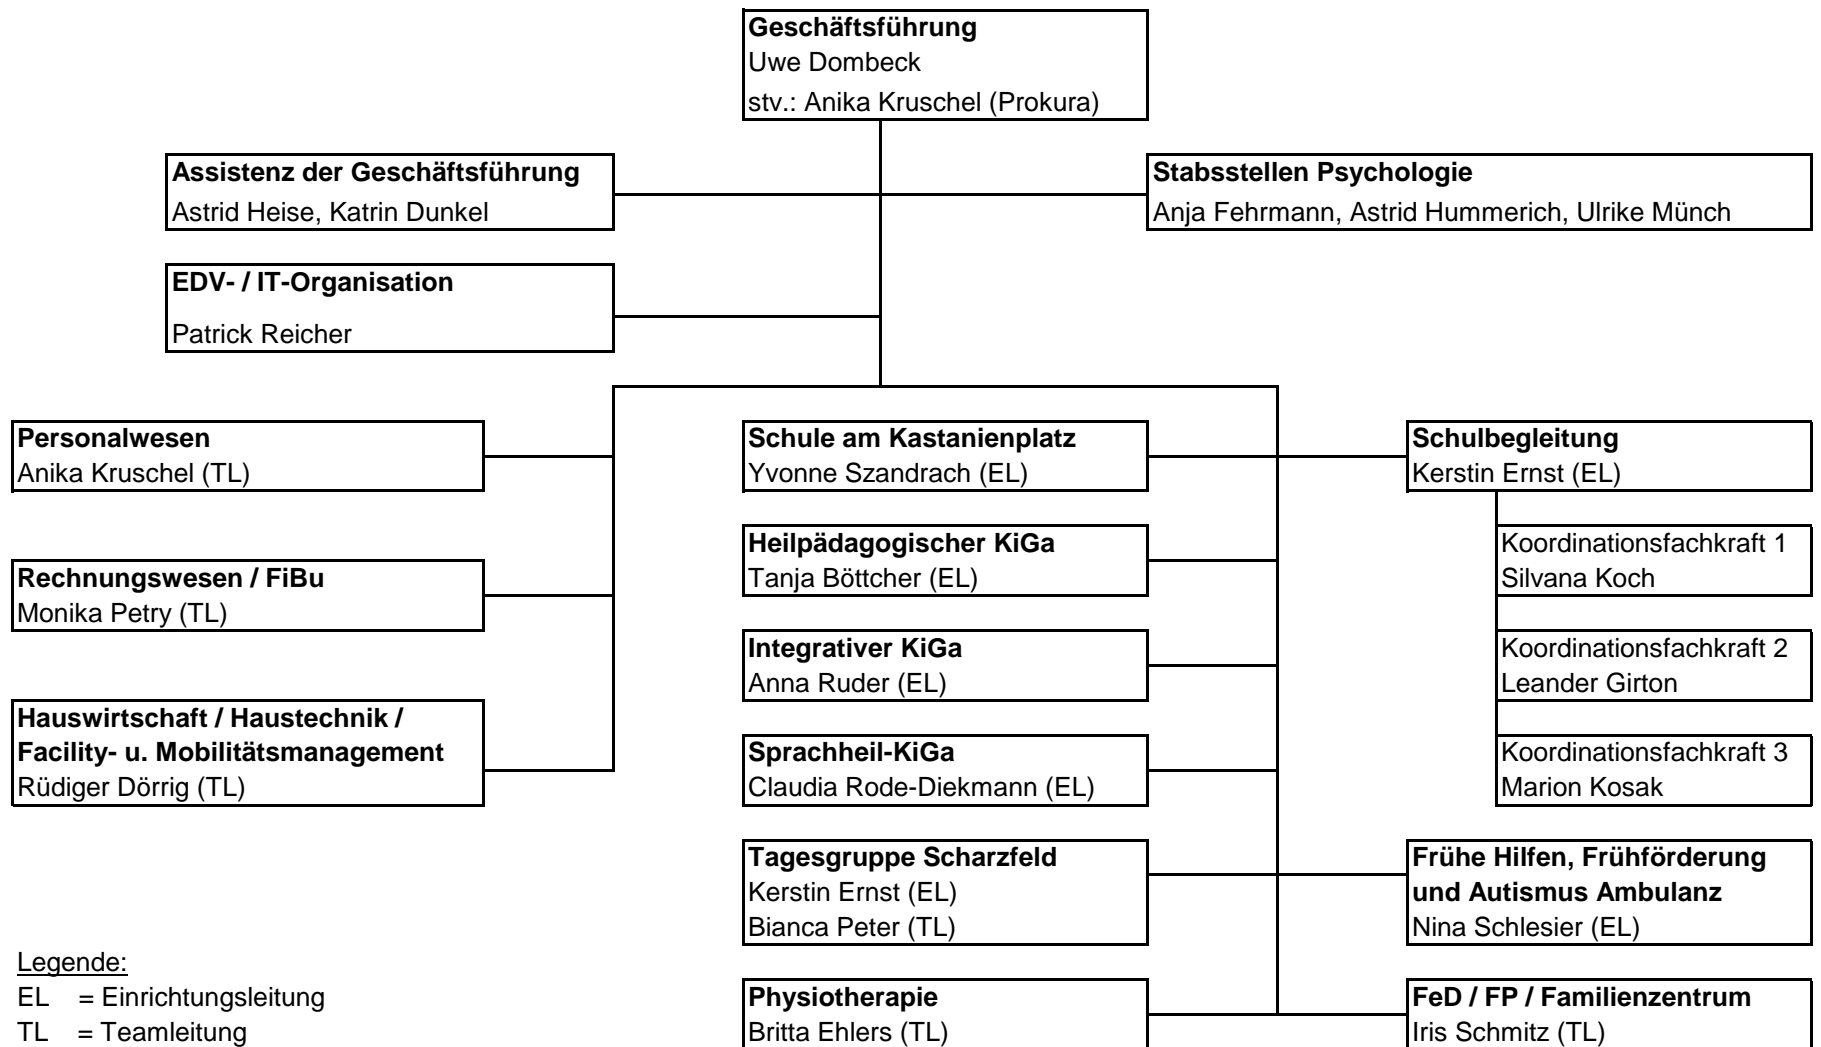 Geschäftsführung
Uwe Dombeck
stv.: Anika Kruschel (Prokura)
Assistenz der Geschäftsführung
Astrid Heise, Katrin Dunkel
Stabsstellen Psychologie
Anja Fehrmann, Astrid Hummerich, Ulrike Münch
EDV- / IT-Organisation
Patrick Reicher
Personalwesen
Anika Kruschel (TL)
Rechnungswesen / FiBu
Monika Petry (TL)
Hauswirtschaft / Haustechnik /
Facility- u. Mobilitätsmanagement
Rüdiger Dörrig (TL)
Schule am Kastanienplatz
Yvonne Szandrach (EL)
Heilpädagogischer KiGa
Tanja Böttcher (EL)
Integrativer KiGa
Anna Ruder (EL)
Sprachheil-KiGa
Claudia Rode-Diekmann (EL)
Tagesgruppe Scharzfeld
Kerstin Ernst (EL)
Bianca Peter (TL)
Physiotherapie
Britta Ehlers (TL)
Schulbegleitung
Kerstin Ernst (EL)
Koordinationsfachkraft 1
Silvana Koch
Koordinationsfachkraft 2
Leander Girton
Koordinationsfachkraft 3
Marion Kosak
Frühe Hilfen, Frühförderung
und Autismus Ambulanz
Nina Schlesier (EL)
FeD / FP / Familienzentrum
Iris Schmitz (TL)
Legende:
EL = Einrichtungsleitung
TL = Teamleitung